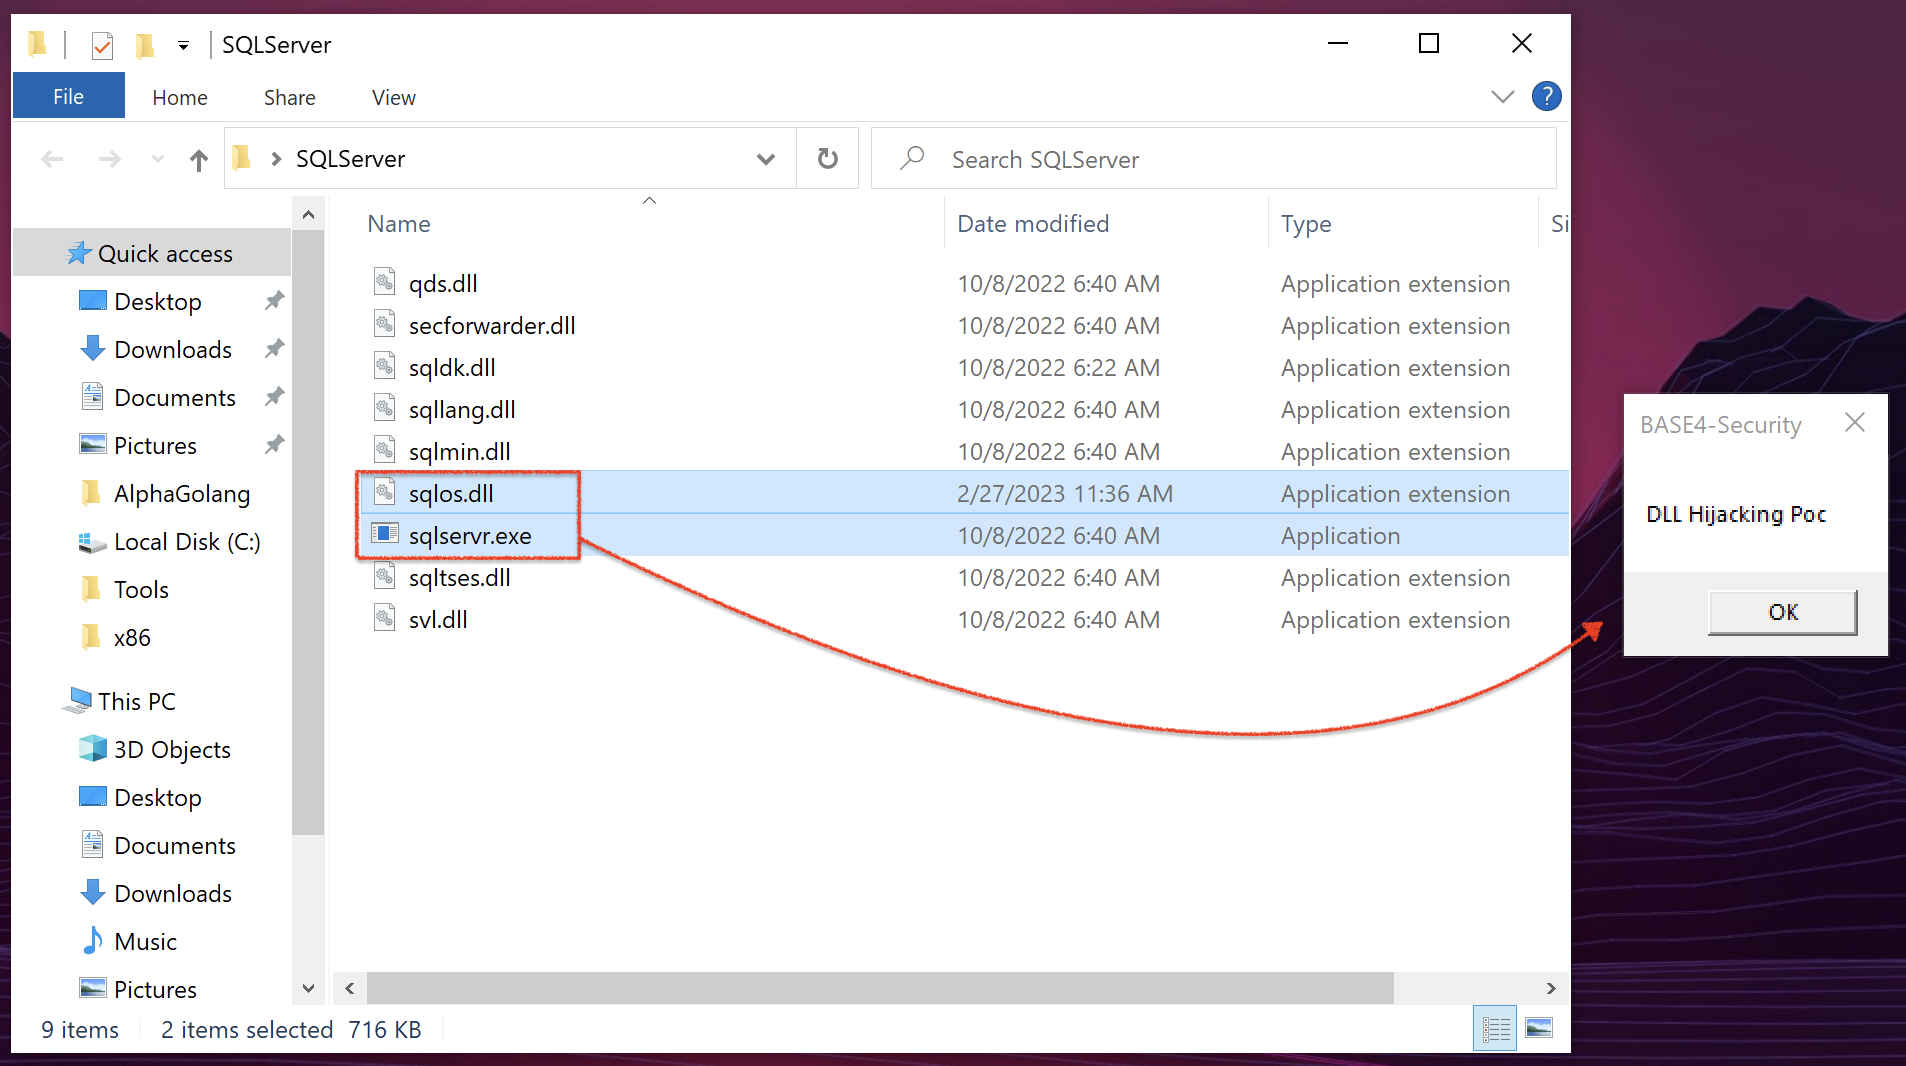 SQLServer
File Home Share View ?
SQLServer Search SQLServer
Name Date modified Type Si
Quick access
Desktop
Downloads
Documents
Pictures
AlphaGolang
Local Disk (C:)
Tools
x86
This PC
3D Objects
Desktop
Documents
Downloads
Music
Pictures
qds.dll 10/8/2022 6:40 AM Application extension
secforwarder.dll 10/8/2022 6:40 AM Application extension
sqldk.dll 10/8/2022 6:22 AM Application extension
sqllang.dll 10/8/2022 6:40 AM Application extension
sqlmin.dll 10/8/2022 6:40 AM Application extension
sqlos.dll 2/27/2023 11:36 AM Application extension
sqlservr.exe 10/8/2022 6:40 AM Application
sqltses.dll 10/8/2022 6:40 AM Application extension
svl.dll 10/8/2022 6:40 AM Application extension
9 items 2 items selected 716 KB
BASE4-Security
DLL Hijacking Poc
OK